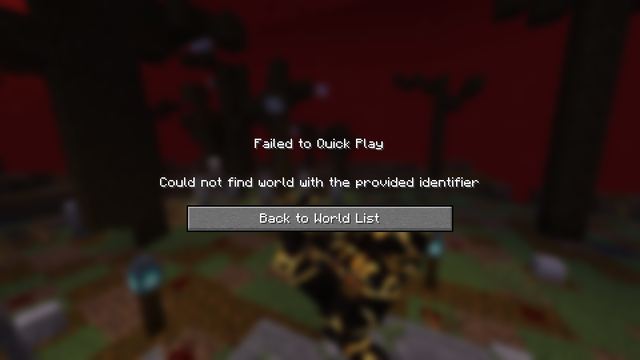 Failed to Quick Play
Could not find world with the provided identifier
Back to World List